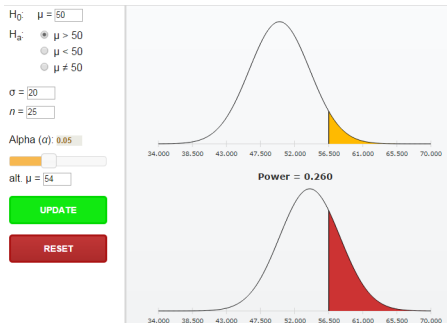 H₀: μ = 50
Hₐ: μ > 50
μ < 50
μ ≠ 50
σ = 20
n = 25
Alpha (α): 0.05
alt. μ = 54
UPDATE
RESET
34.000 38.500 43.000 47.500 52.000 56.500 61.000 65.500 70.000
Power = 0.260
34.000 38.500 43.000 47.500 52.000 56.500 61.000 65.500 70.000